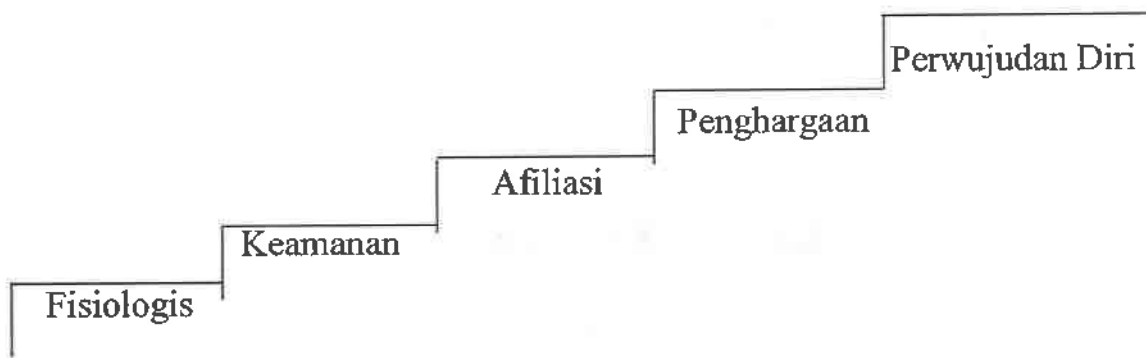 Perwujudan Diri
Penghargaan
Afiliasi
Keamanan
Fisiologis